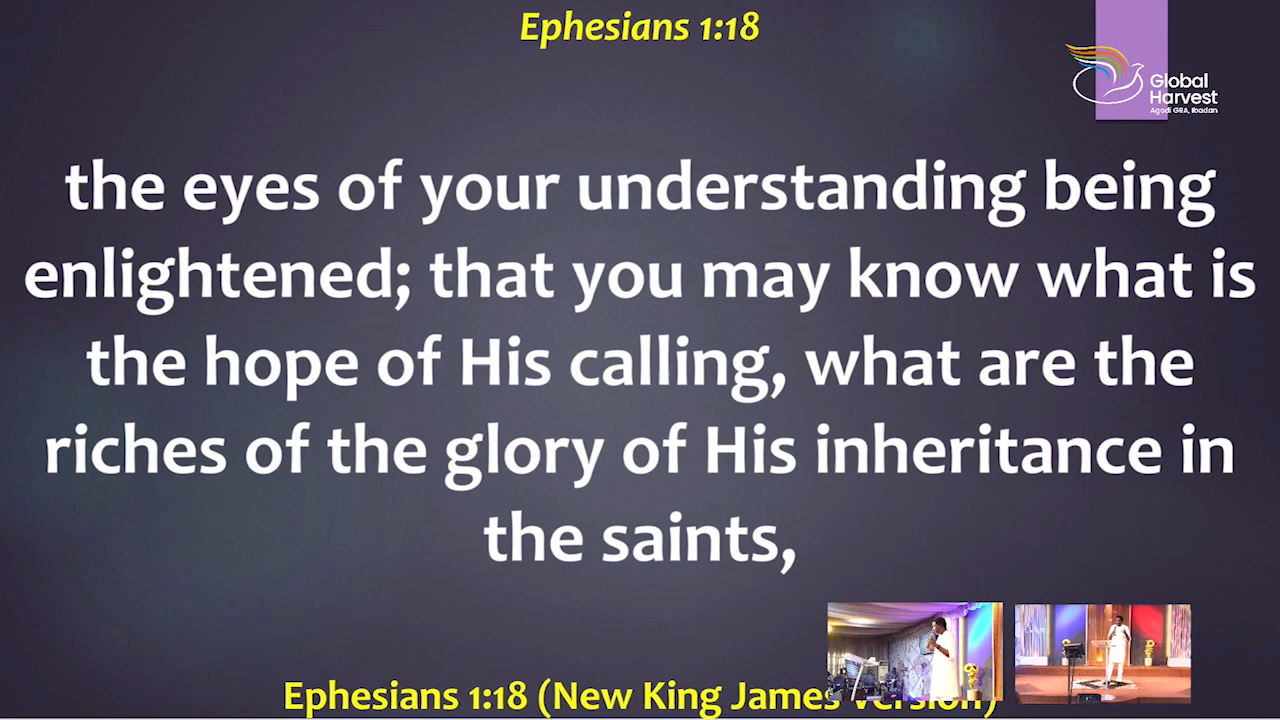 Ephesians 1:18
Global
Harvest
Agodi GRA, Ibadan
the eyes of your understanding being
enlightened; that you may know what is
the hope of His calling, what are the
riches of the glory of His inheritance in
the saints,
Ephesians 1:18 (New King James Version)